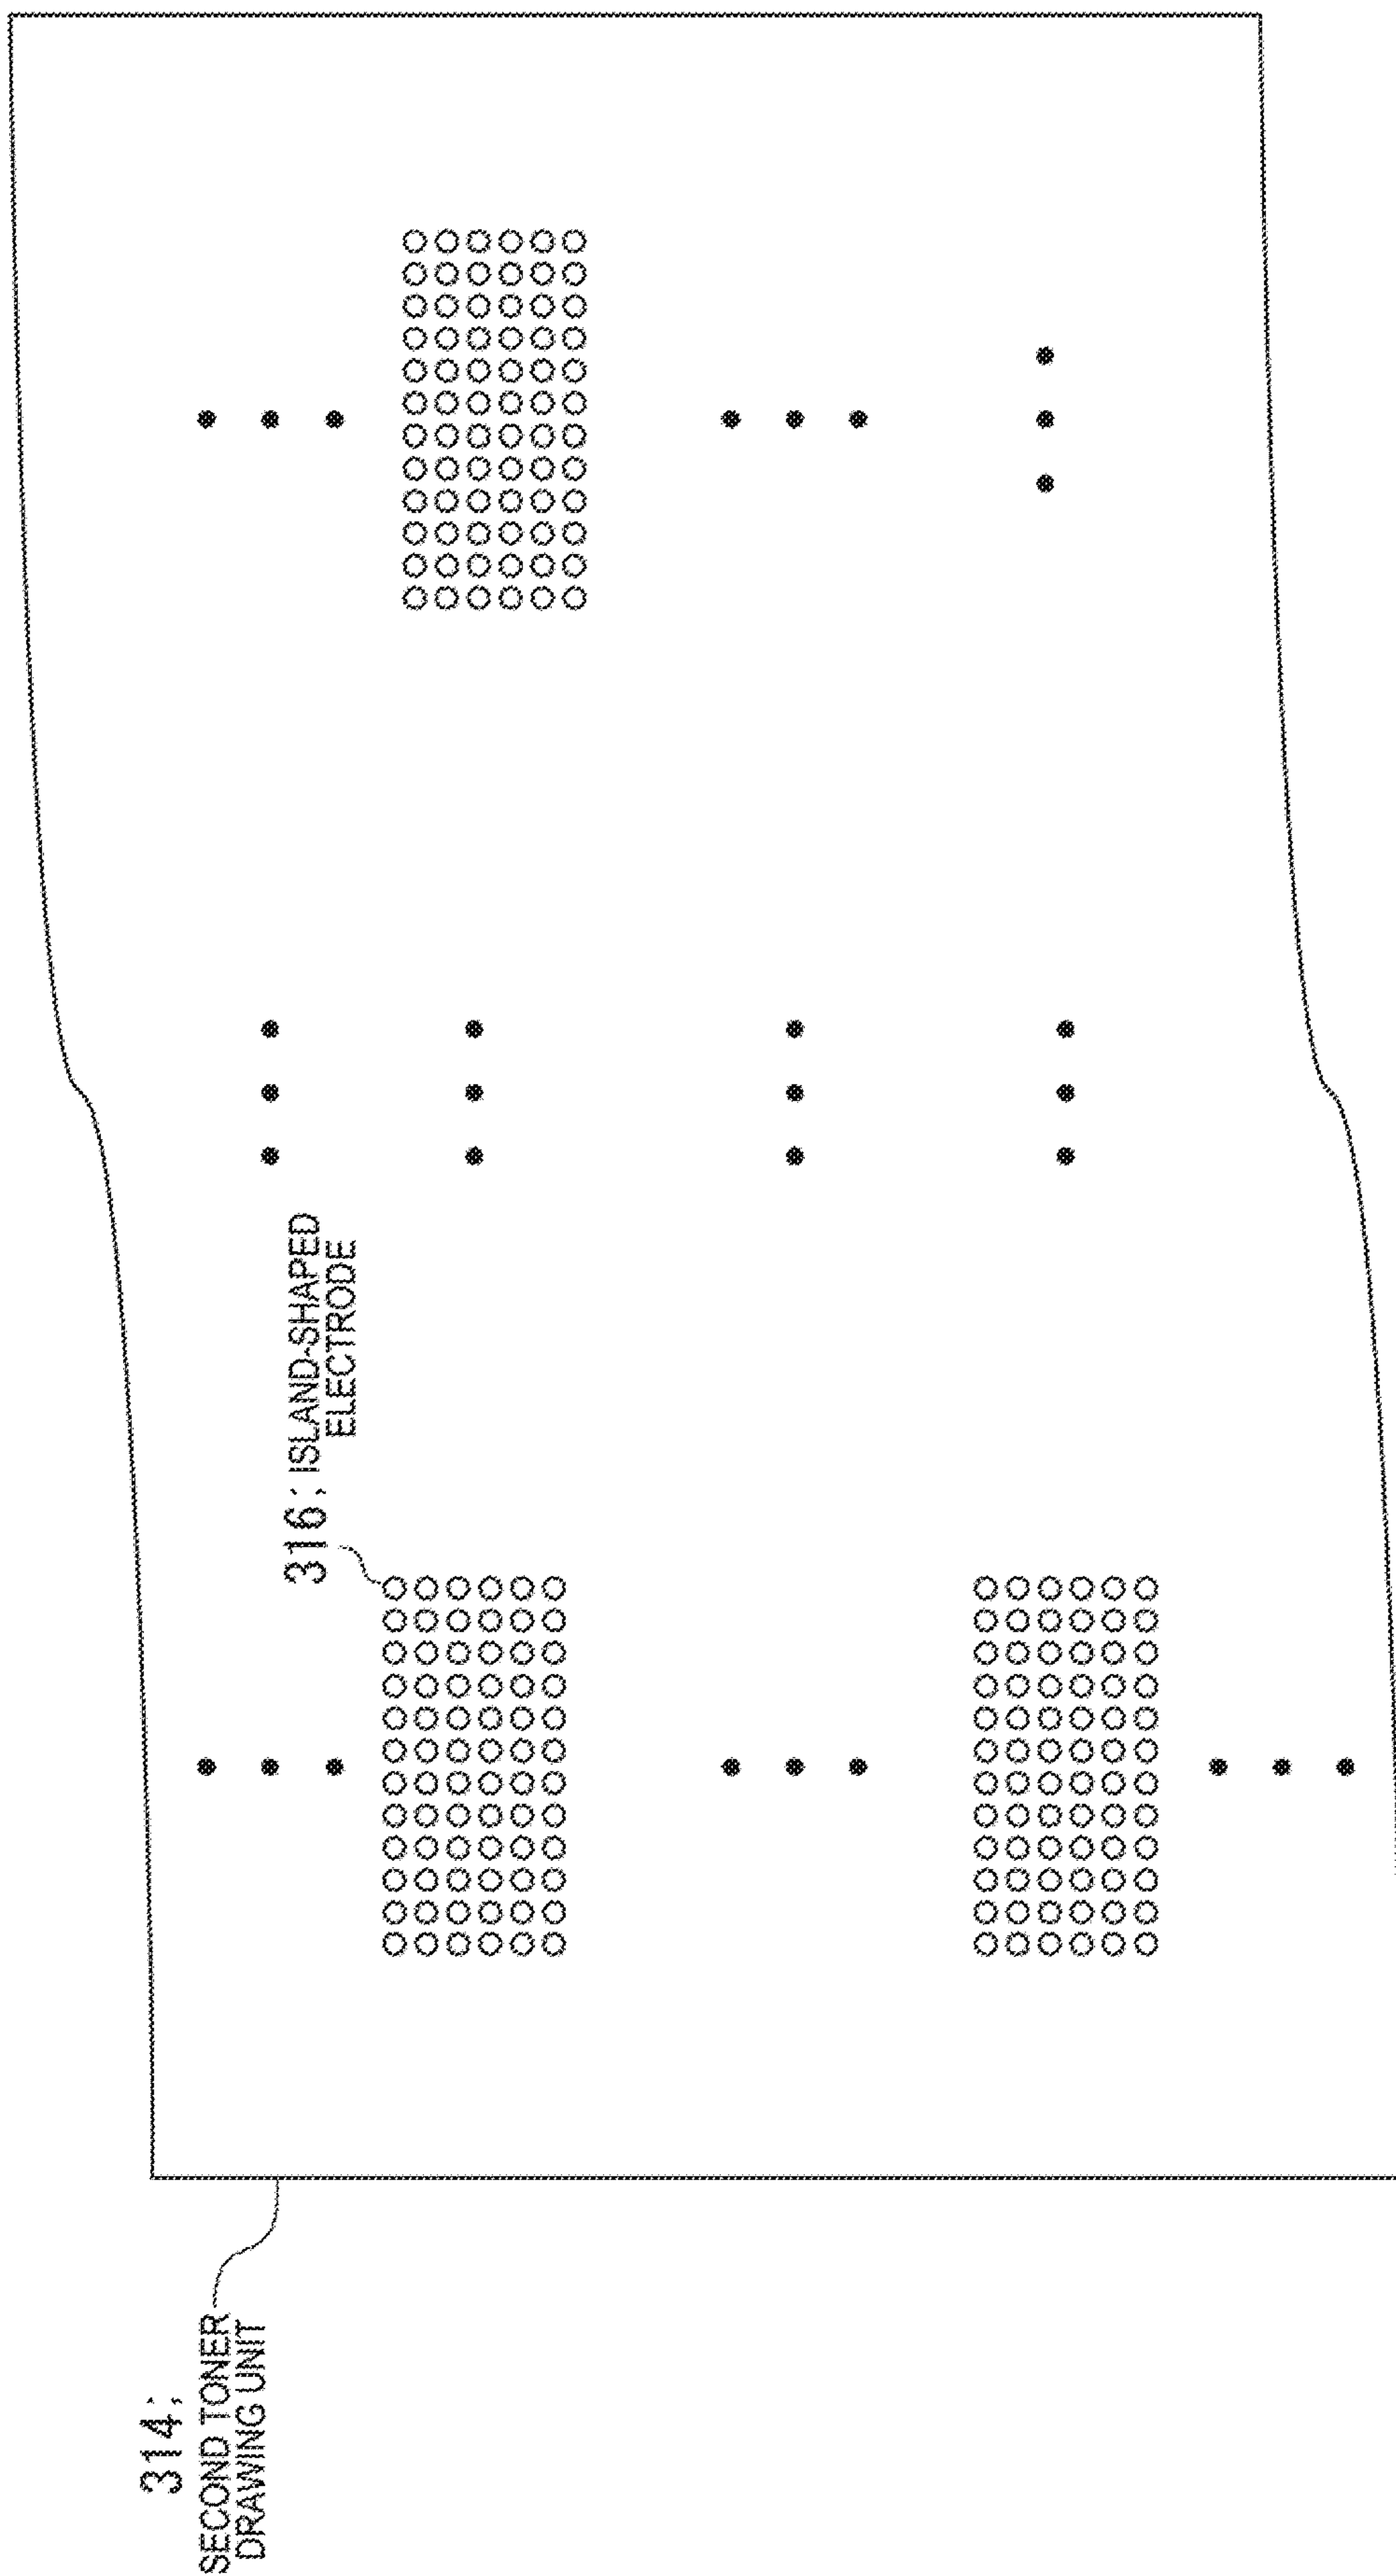 314;
SECOND TONER
DRAWING UNIT
316; ISLAND-SHAPED
ELECTRODE